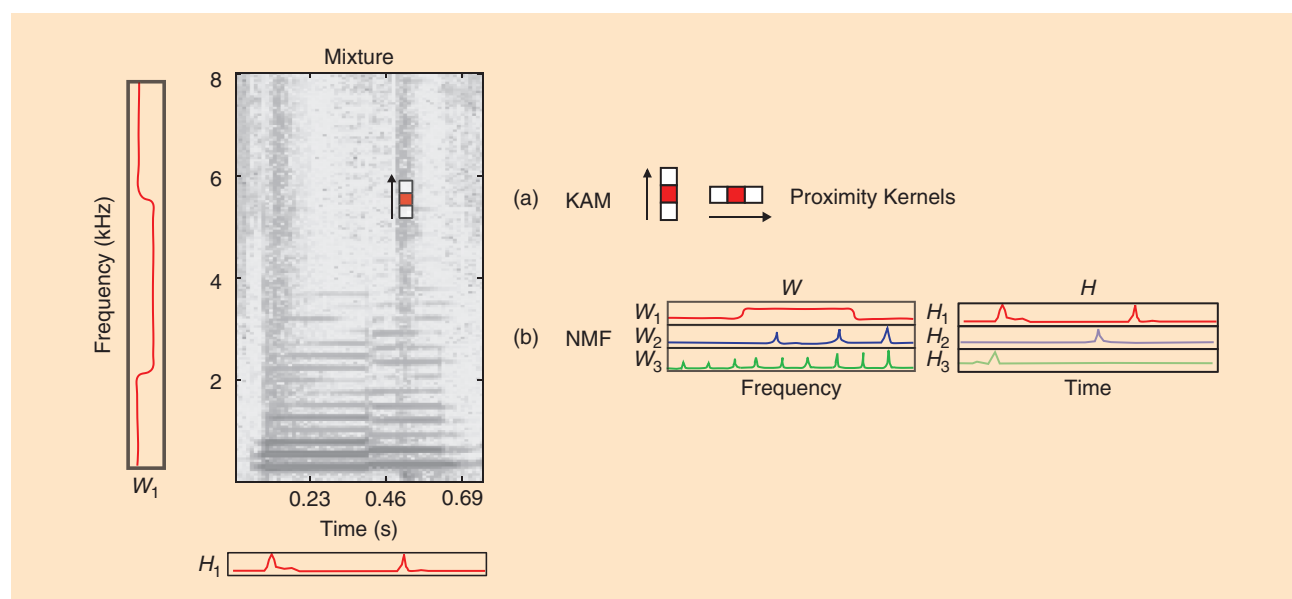 Mixture
8
6
4
2
Frequency (kHz)
W1
0.23 0.46 0.69
Time (s)
H1
(a) KAM Proximity Kernels
(b) NMF
W
W1
W2
W3
Frequency
H
H1
H2
H3
Time